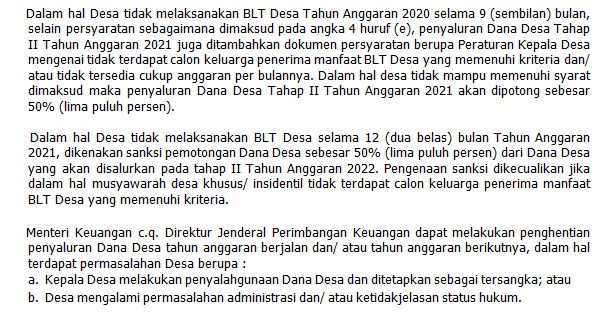 Dalam hal Desa tidak melaksanakan BLT Desa Tahun Anggaran 2020 selama 9 (sembilan) bulan,
selain persyaratan sebagaimana dimaksud pada angka 4 huruf (e), penyaluran Dana Desa Tahap
II Tahun Anggaran 2021 juga ditambahkan dokumen persyaratan berupa Peraturan Kepala Desa
mengenai tidak terdapat calon keluarga penerima manfaat BLT Desa yang memenuhi kriteria dan/
atau tidak tersedia cukup anggaran per bulannya. Dalam hal desa tidak mampu memenuhi syarat
dimaksud maka penyaluran Dana Desa Tahap II Tahun Anggaran 2021 akan dipotong sebesar
50% (lima puluh persen).
Dalam hal Desa tidak melaksanakan BLT Desa selama 12 (dua belas) bulan Tahun Anggaran
2021, dikenakan sanksi pemotongan Dana Desa sebesar 50% (lima puluh persen) dari Dana Desa
yang akan disalurkan pada tahap II Tahun Anggaran 2022. Pengenaan sanksi dikecualikan jika
dalam hal musyawarah desa khusus/ insidentil tidak terdapat calon keluarga penerima manfaat
BLT Desa yang memenuhi kriteria.
Menteri Keuangan c.q. Direktur Jenderal Perimbangan Keuangan dapat melakukan penghentian
penyaluran Dana Desa tahun anggaran berjalan dan/ atau tahun anggaran berikutnya, dalam hal
terdapat permasalahan Desa berupa :
a. Kepala Desa melakukan penyalahgunaan Dana Desa dan ditetapkan sebagai tersangka; atau
b. Desa mengalami permasalahan administrasi dan/ atau ketidakjelasan status hukum.